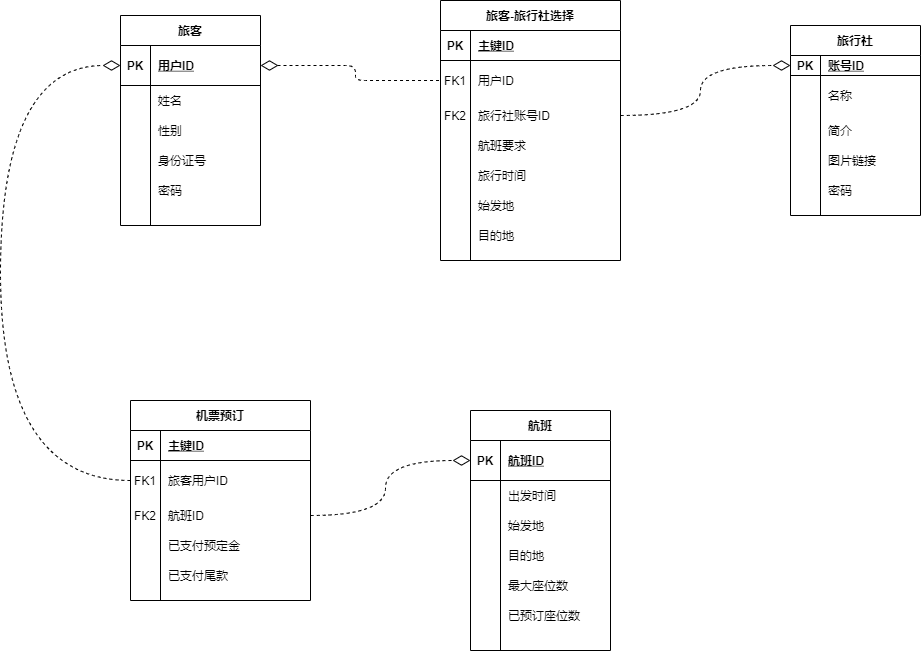 旅客
PK 用户ID
姓名
性别
身份证号
密码
旅客-旅行社选择
PK 主键ID
FK1 用户ID
FK2 旅行社账号ID
航班要求
旅行时间
始发地
目的地
旅行社
PK 账号ID
名称
简介
图片链接
密码
机票预订
PK 主键ID
FK1 旅客用户ID
FK2 航班ID
已支付预定金
已支付尾款
航班
PK 航班ID
出发时间
始发地
目的地
最大座位数
已预订座位数